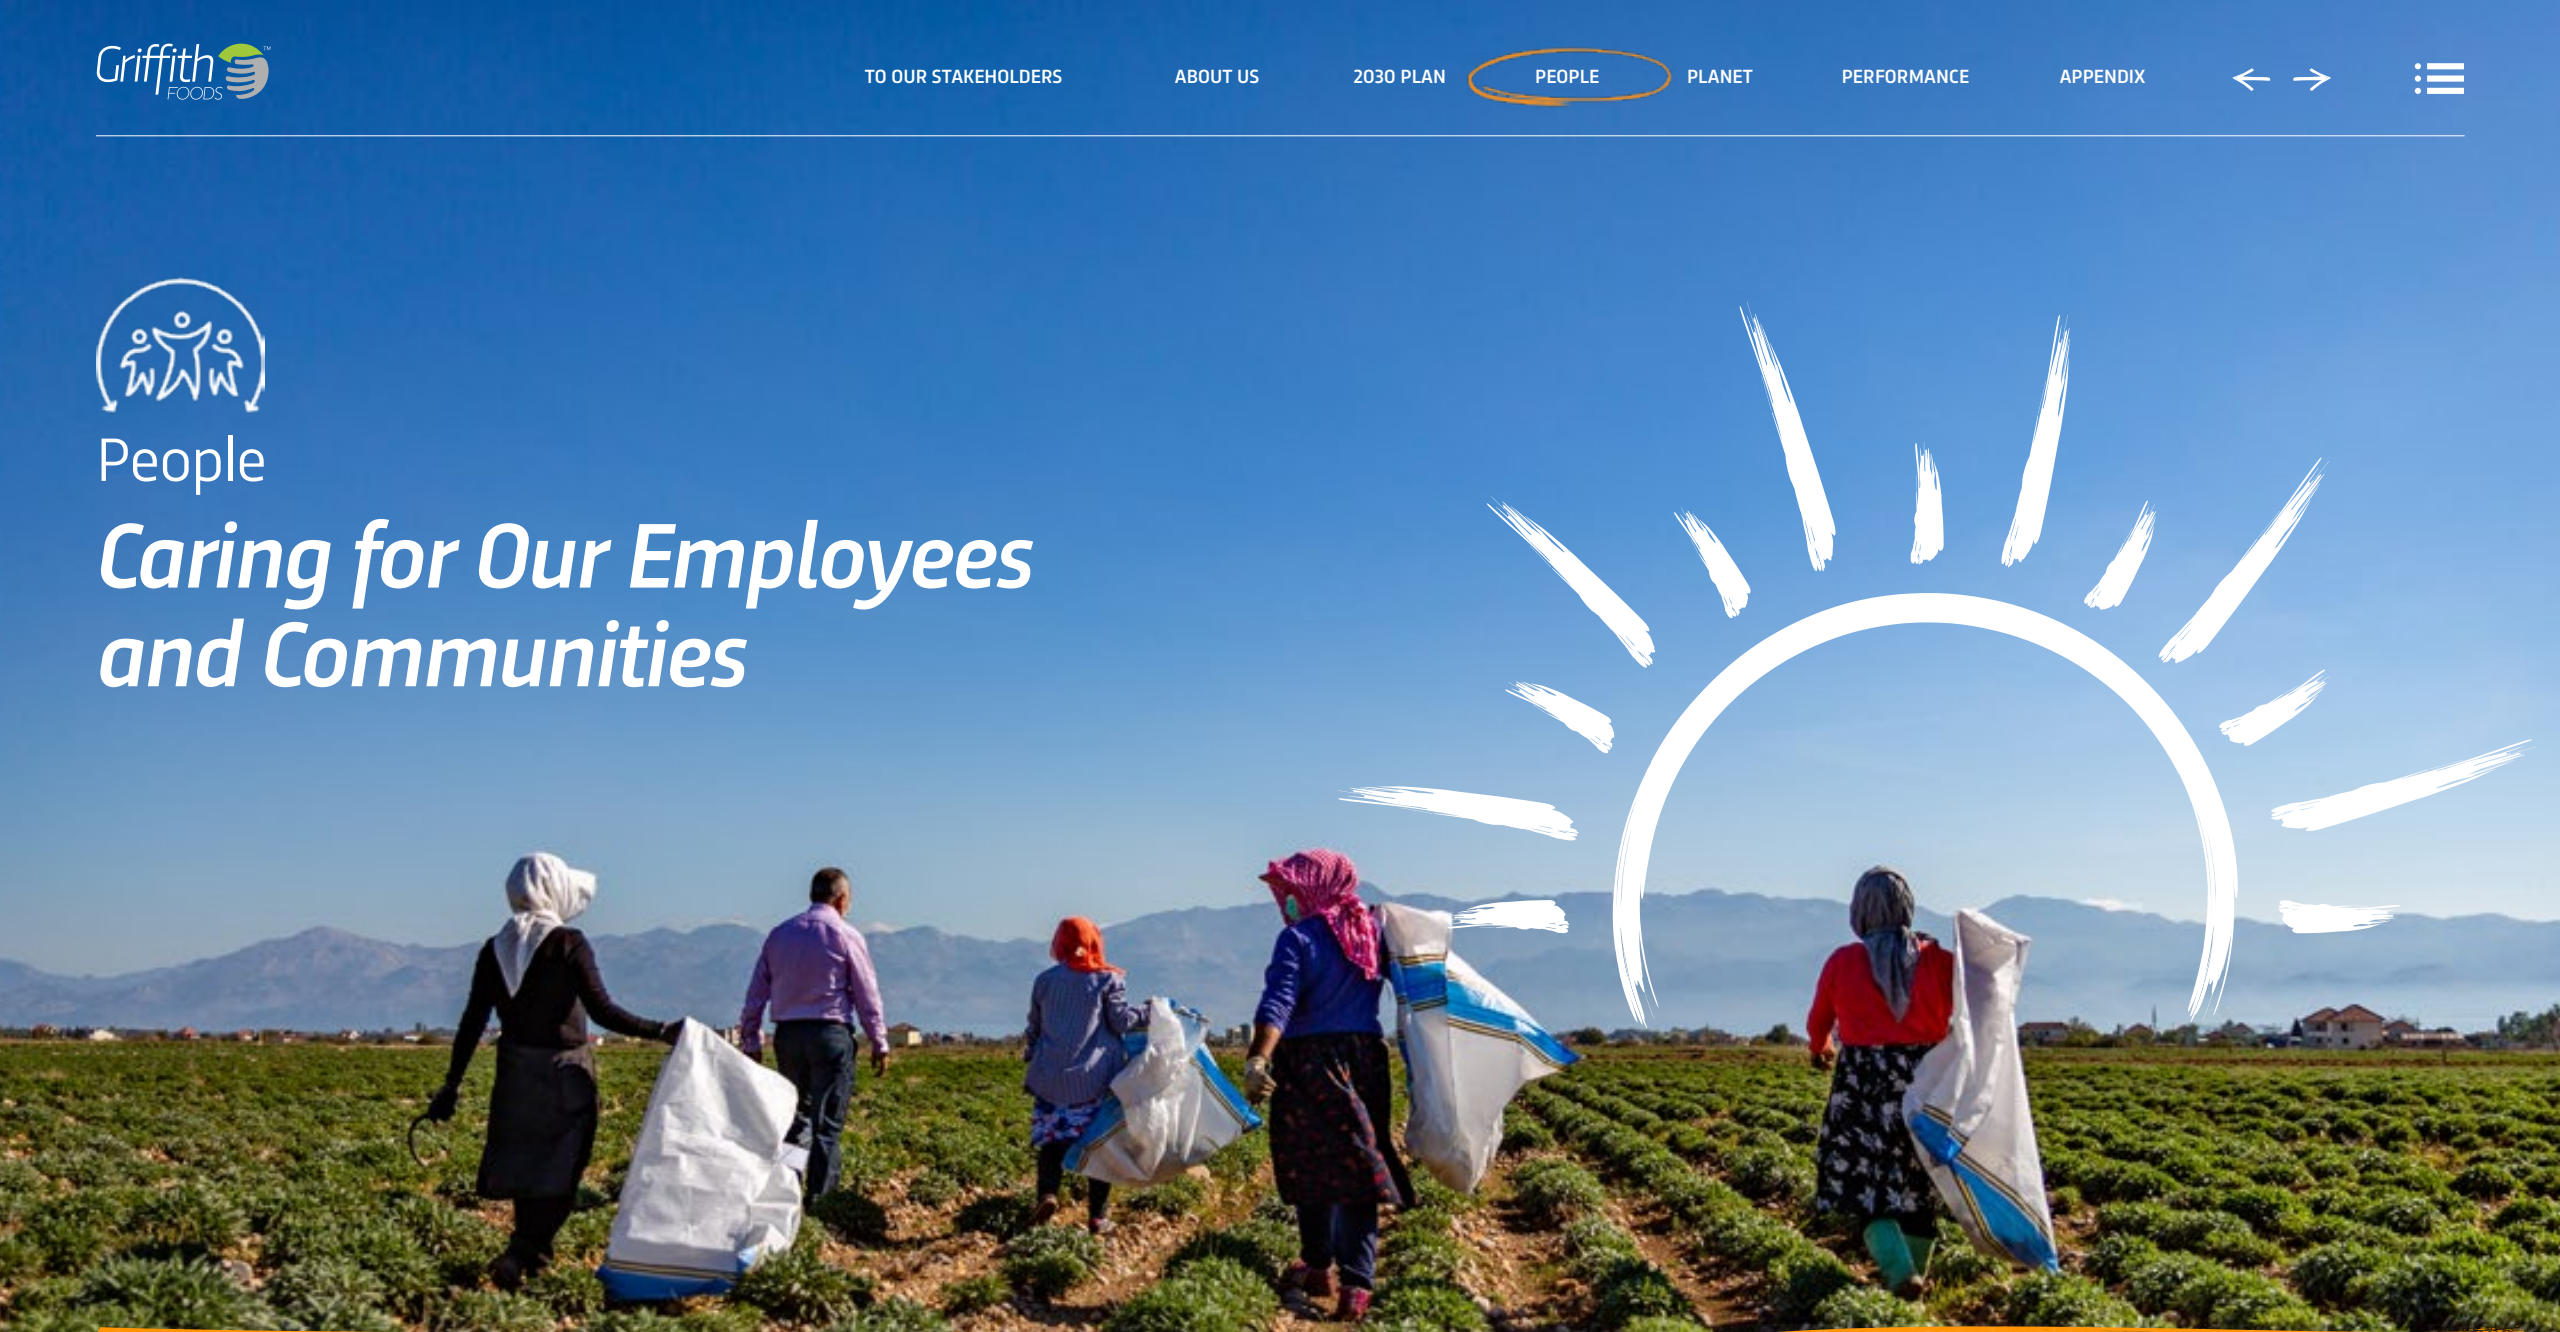 Griffith
FOODS
TO OUR STAKEHOLDERS
ABOUT US
2030 PLAN
PEOPLE
PLANET
PERFORMANCE
APPENDIX
People
Caring for Our Employees
and Communities